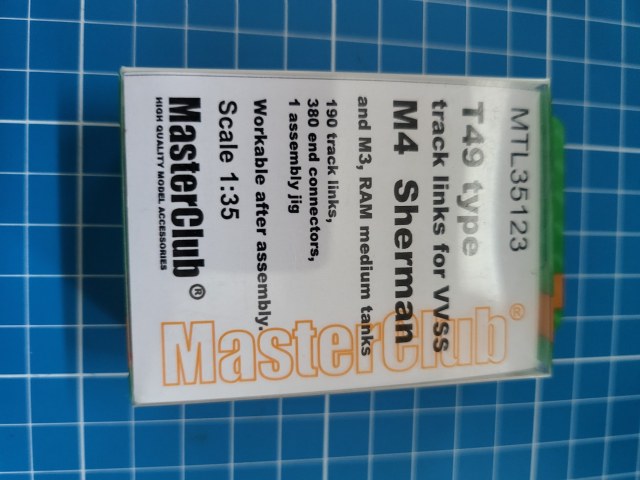 MTL35123
T49 type
track links for VVSS
M4 Sherman
and M3, RAM medium tanks
190 track links,
380 end connectors,
1 assembly jig
Workable after assembly.
Scale 1:35
MasterClub®
HIGH QUALITY MODEL ACCESSORIES
MasterClub®